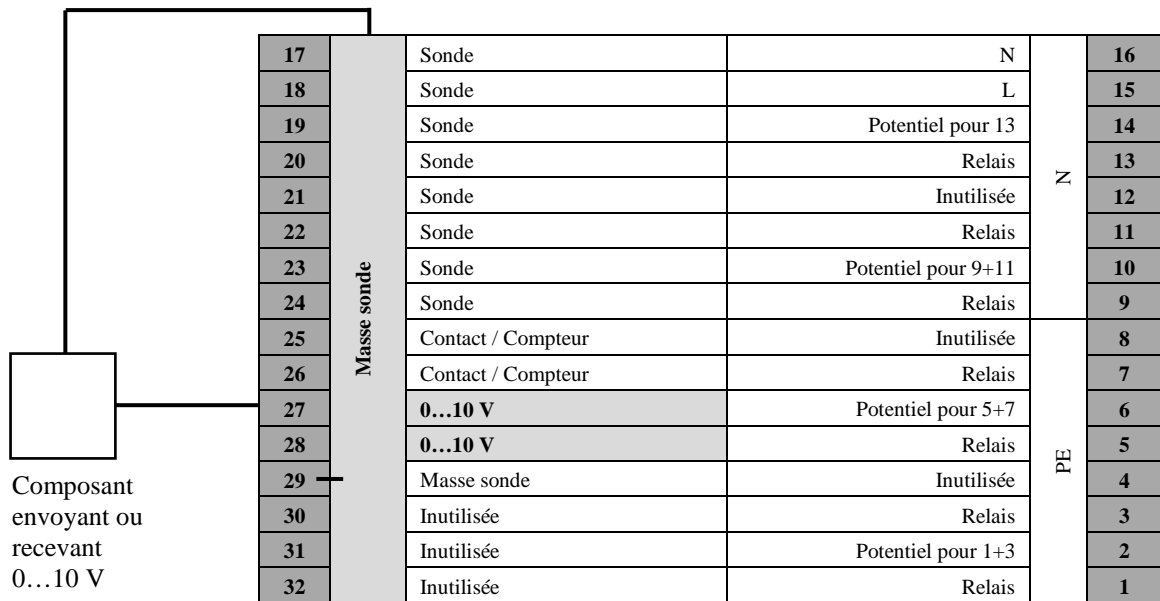 17 Sonde N 16
18 Sonde L 15
19 Sonde Potentiel pour 13 14
20 Sonde Relais 13
21 Sonde Inutilisée 12
22 Sonde Relais 11
23 Sonde Potentiel pour 9+11 10
24 Sonde Relais 9
25 Contact / Compteur Inutilisée 8
26 Contact / Compteur Relais 7
27 0…10 V Potentiel pour 5+7 6
28 0…10 V Relais 5
29 Masse sonde Inutilisée 4
30 Inutilisée Relais 3
31 Inutilisée Potentiel pour 1+3 2
32 Inutilisée Relais 1
Masse sonde
N
PE
Composant
envoyant ou
recevant
0…10 V